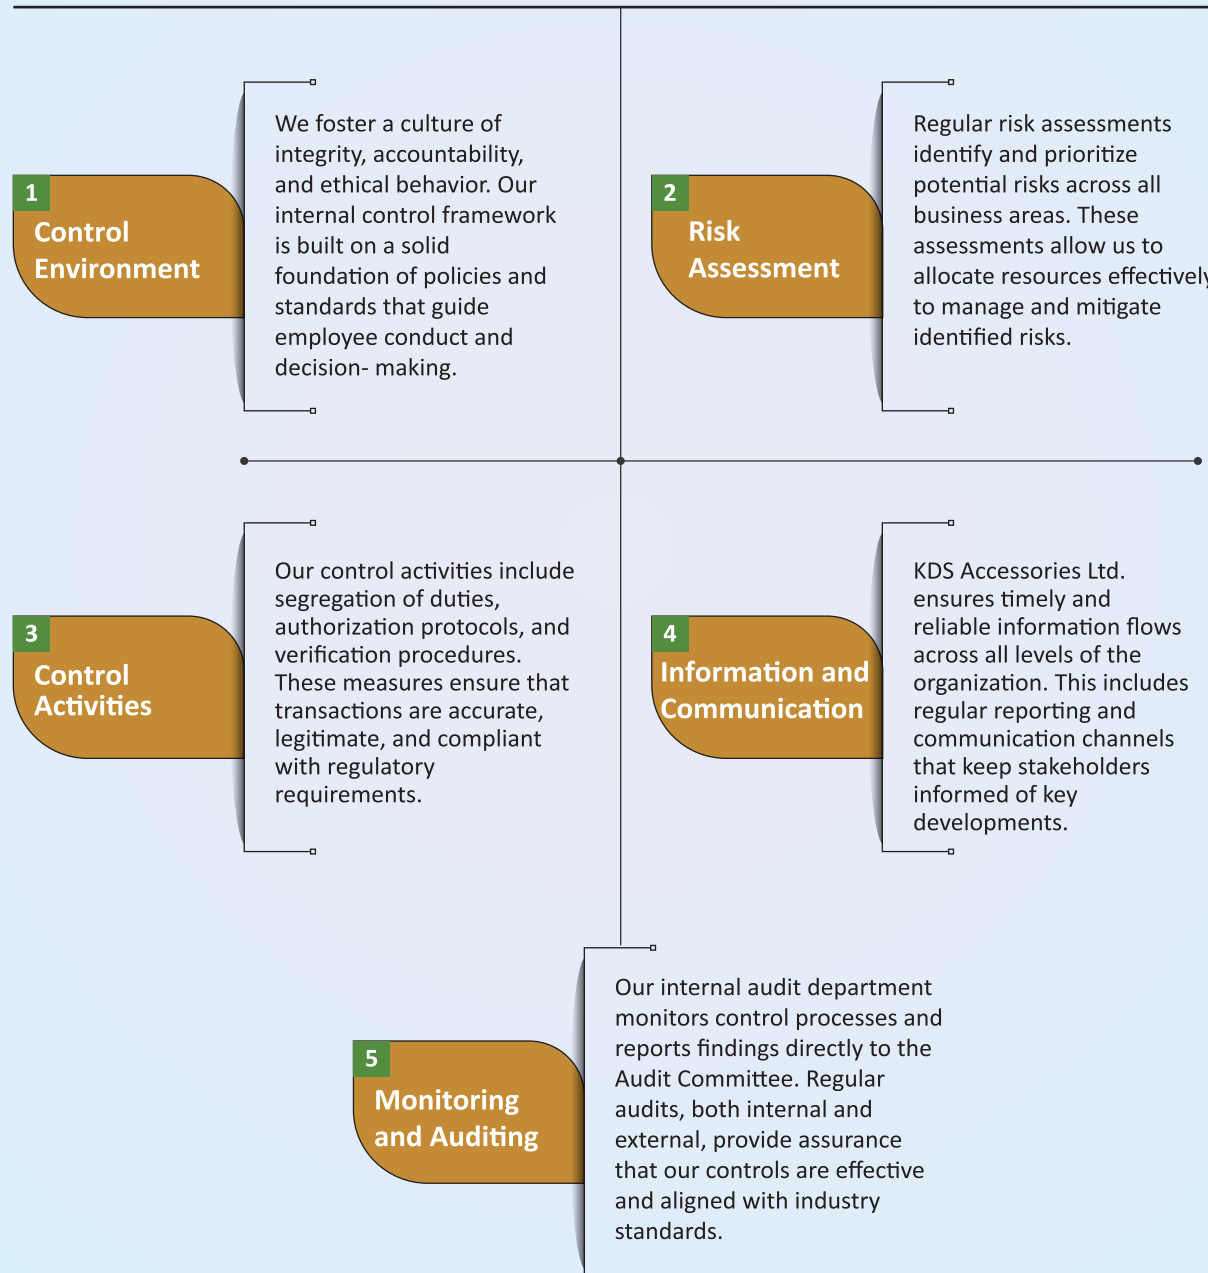 1
Control
Environment
We foster a culture of
integrity, accountability,
and ethical behavior. Our
internal control framework
is built on a solid
foundation of policies and
standards that guide
employee conduct and
decision- making.
2
Risk
Assessment
Regular risk assessments
identify and prioritize
potential risks across all
business areas. These
assessments allow us to
allocate resources effectively
to manage and mitigate
identified risks.
3
Control
Activities
Our control activities include
segregation of duties,
authorization protocols, and
verification procedures.
These measures ensure that
transactions are accurate,
legitimate, and compliant
with regulatory
requirements.
4
Information and
Communication
KDS Accessories Ltd.
ensures timely and
reliable information flows
across all levels of the
organization. This includes
regular reporting and
communication channels
that keep stakeholders
informed of key
developments.
5
Monitoring
and Auditing
Our internal audit department
monitors control processes and
reports findings directly to the
Audit Committee. Regular
audits, both internal and
external, provide assurance
that our controls are effective
and aligned with industry
standards.